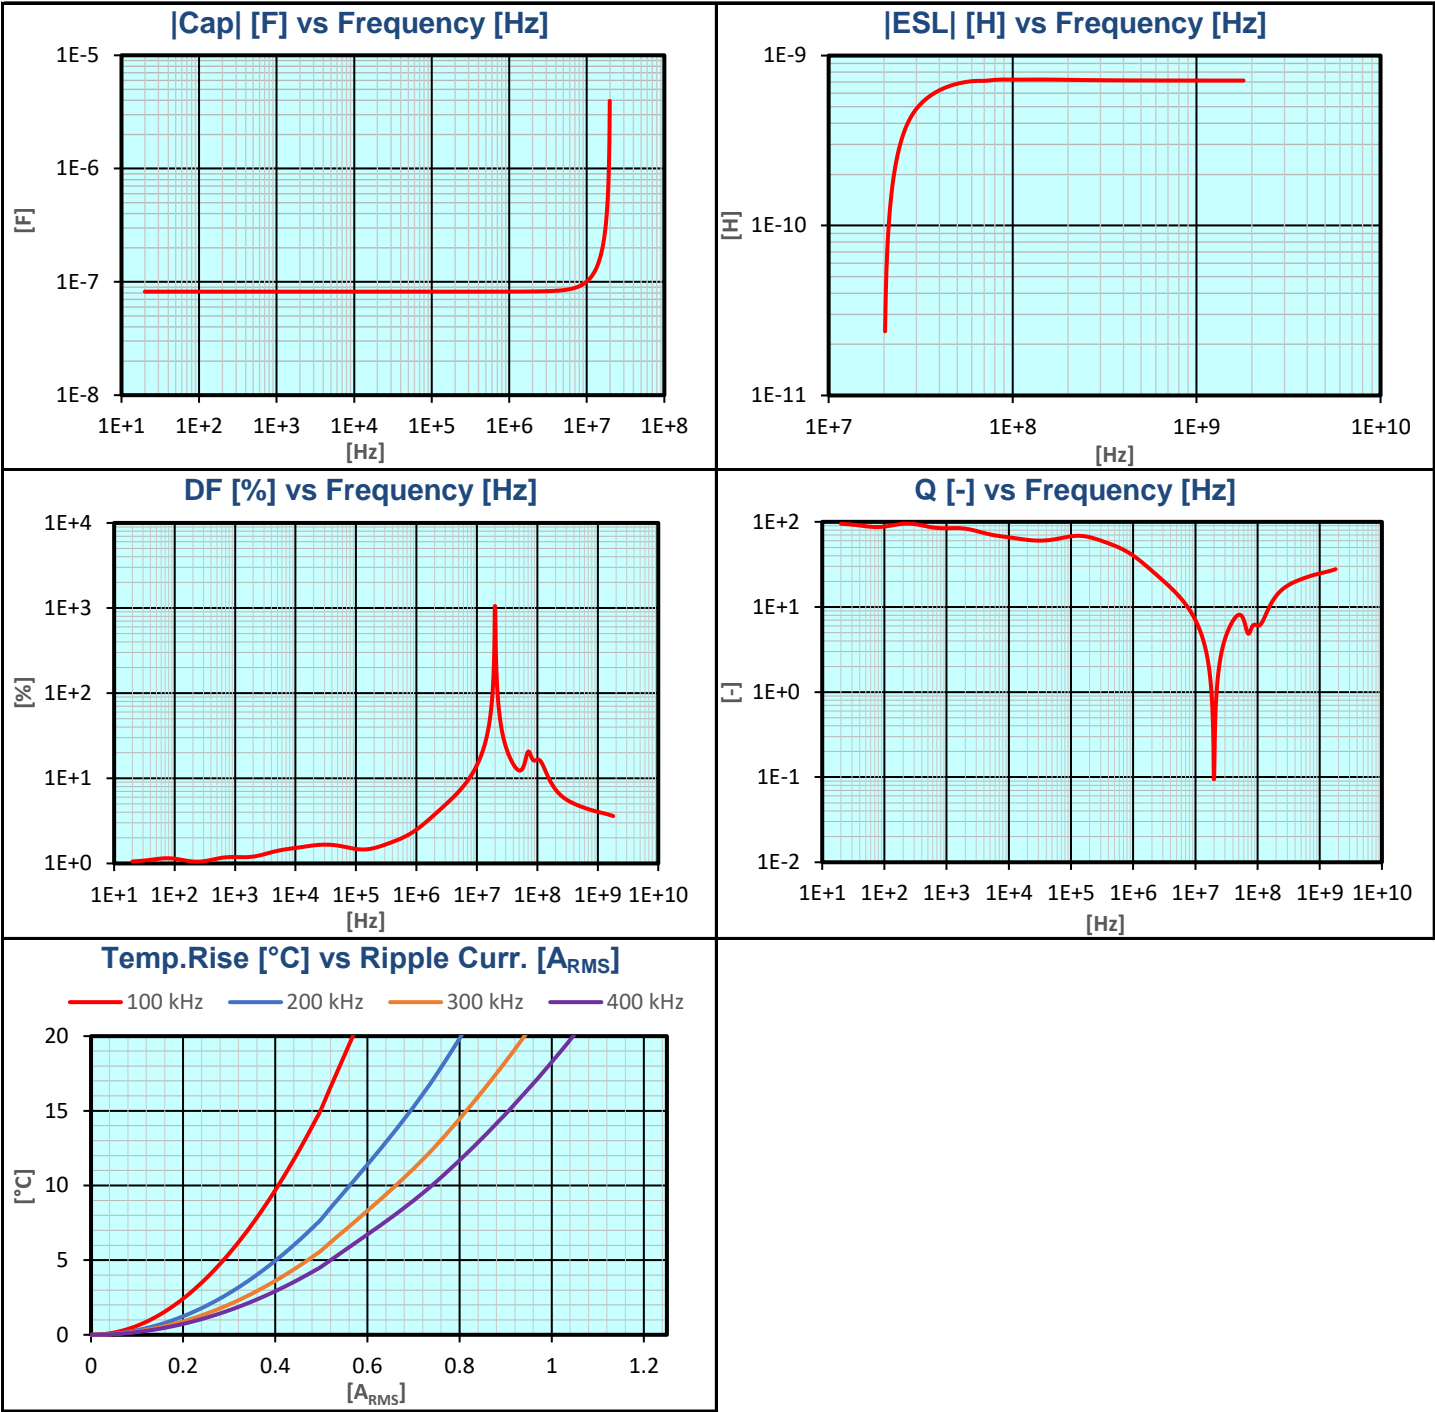 |Cap| [F] vs Frequency [Hz]
1E-5
1E-6
1E-7
1E-8
[F]
1E+1 1E+2 1E+3 1E+4 1E+5 1E+6 1E+7 1E+8
[Hz]
|ESL| [H] vs Frequency [Hz]
1E-9
1E-10
1E-11
[H]
1E+7 1E+8 1E+9 1E+10
[Hz]
DF [%] vs Frequency [Hz]
1E+4
1E+3
1E+2
1E+1
1E+0
[%]
1E+1 1E+2 1E+3 1E+4 1E+5 1E+6 1E+7 1E+8 1E+9 1E+10
[Hz]
Q [-] vs Frequency [Hz]
1E+2
1E+1
1E+0
1E-1
1E-2
[-]
1E+1 1E+2 1E+3 1E+4 1E+5 1E+6 1E+7 1E+8 1E+9 1E+10
[Hz]
Temp.Rise [°C] vs Ripple Curr. [ARMS]
100 kHz 200 kHz 300 kHz 400 kHz
20
15
10
5
0
[°C]
0 0.2 0.4 0.6 0.8 1 1.2
[ARMS]